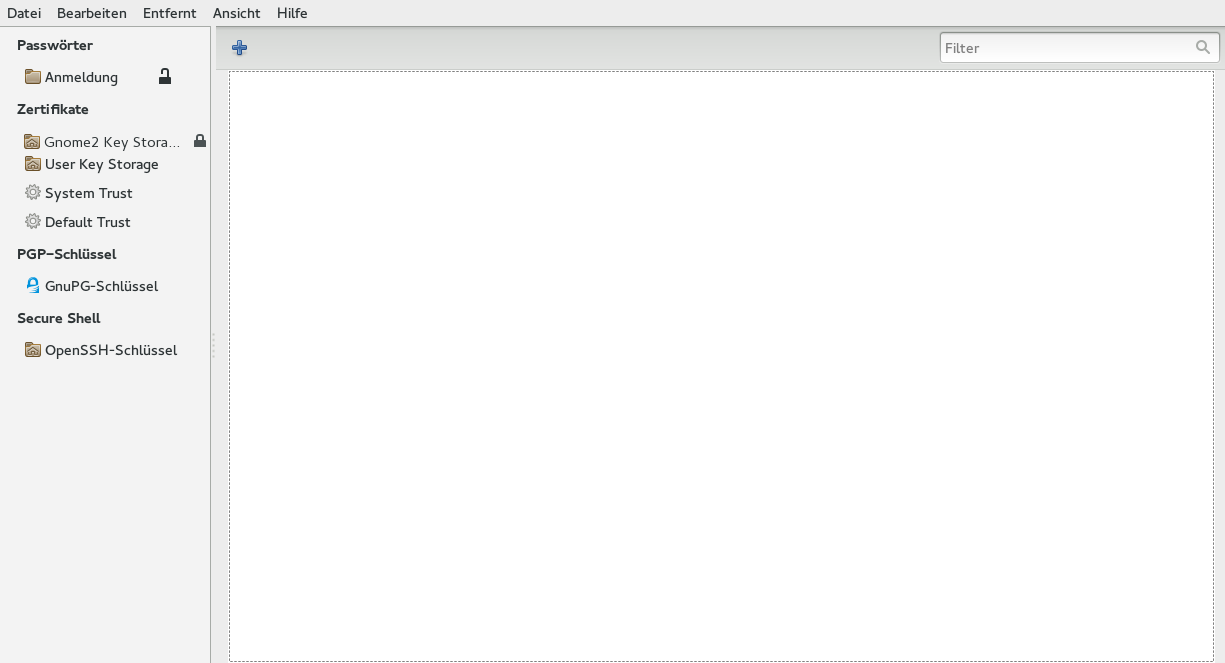 Datei Bearbeiten Entfernt Ansicht Hilfe
Passwörter
Anmeldung
Zertifikate
Gnome2 Key Stora...
User Key Storage
System Trust
Default Trust
PGP-Schlüssel
GnuPG-Schlüssel
Secure Shell
OpenSSH-Schlüssel
Filter